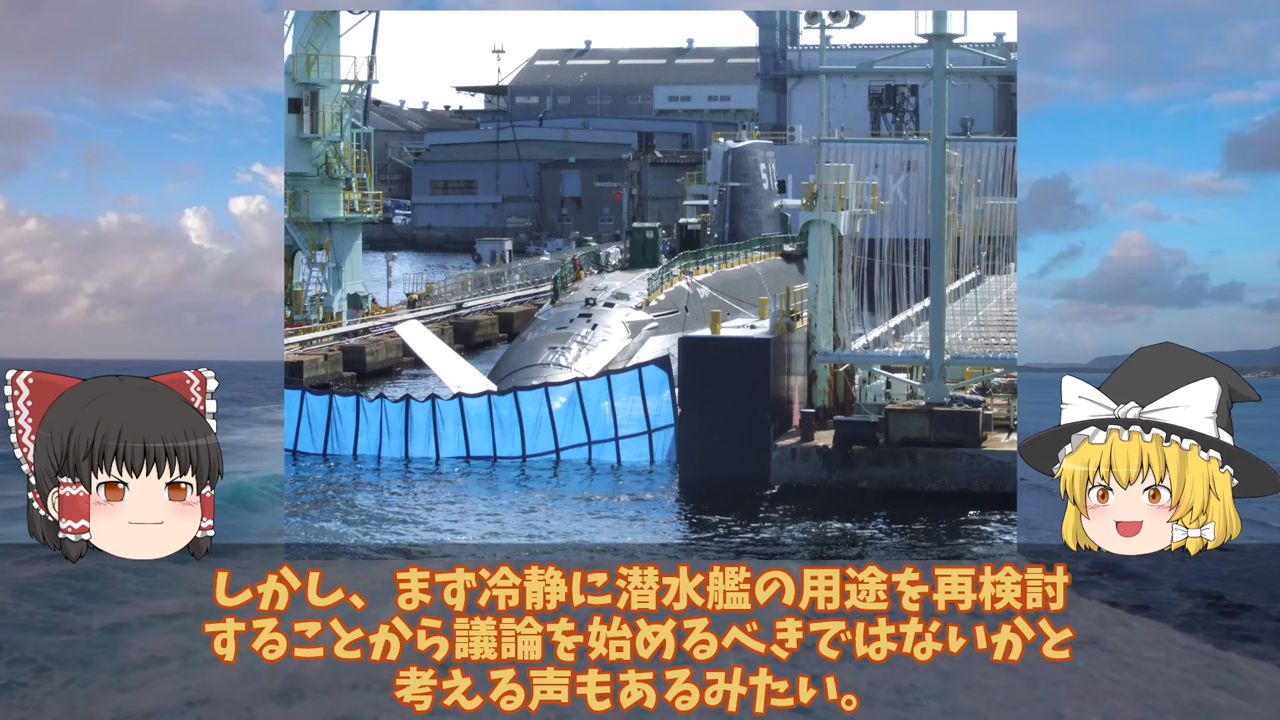 51
しかし、まず冷静に潜水艦の用途を再検討
することから議論を始めるべきではないかと
考える声もあるみたい。